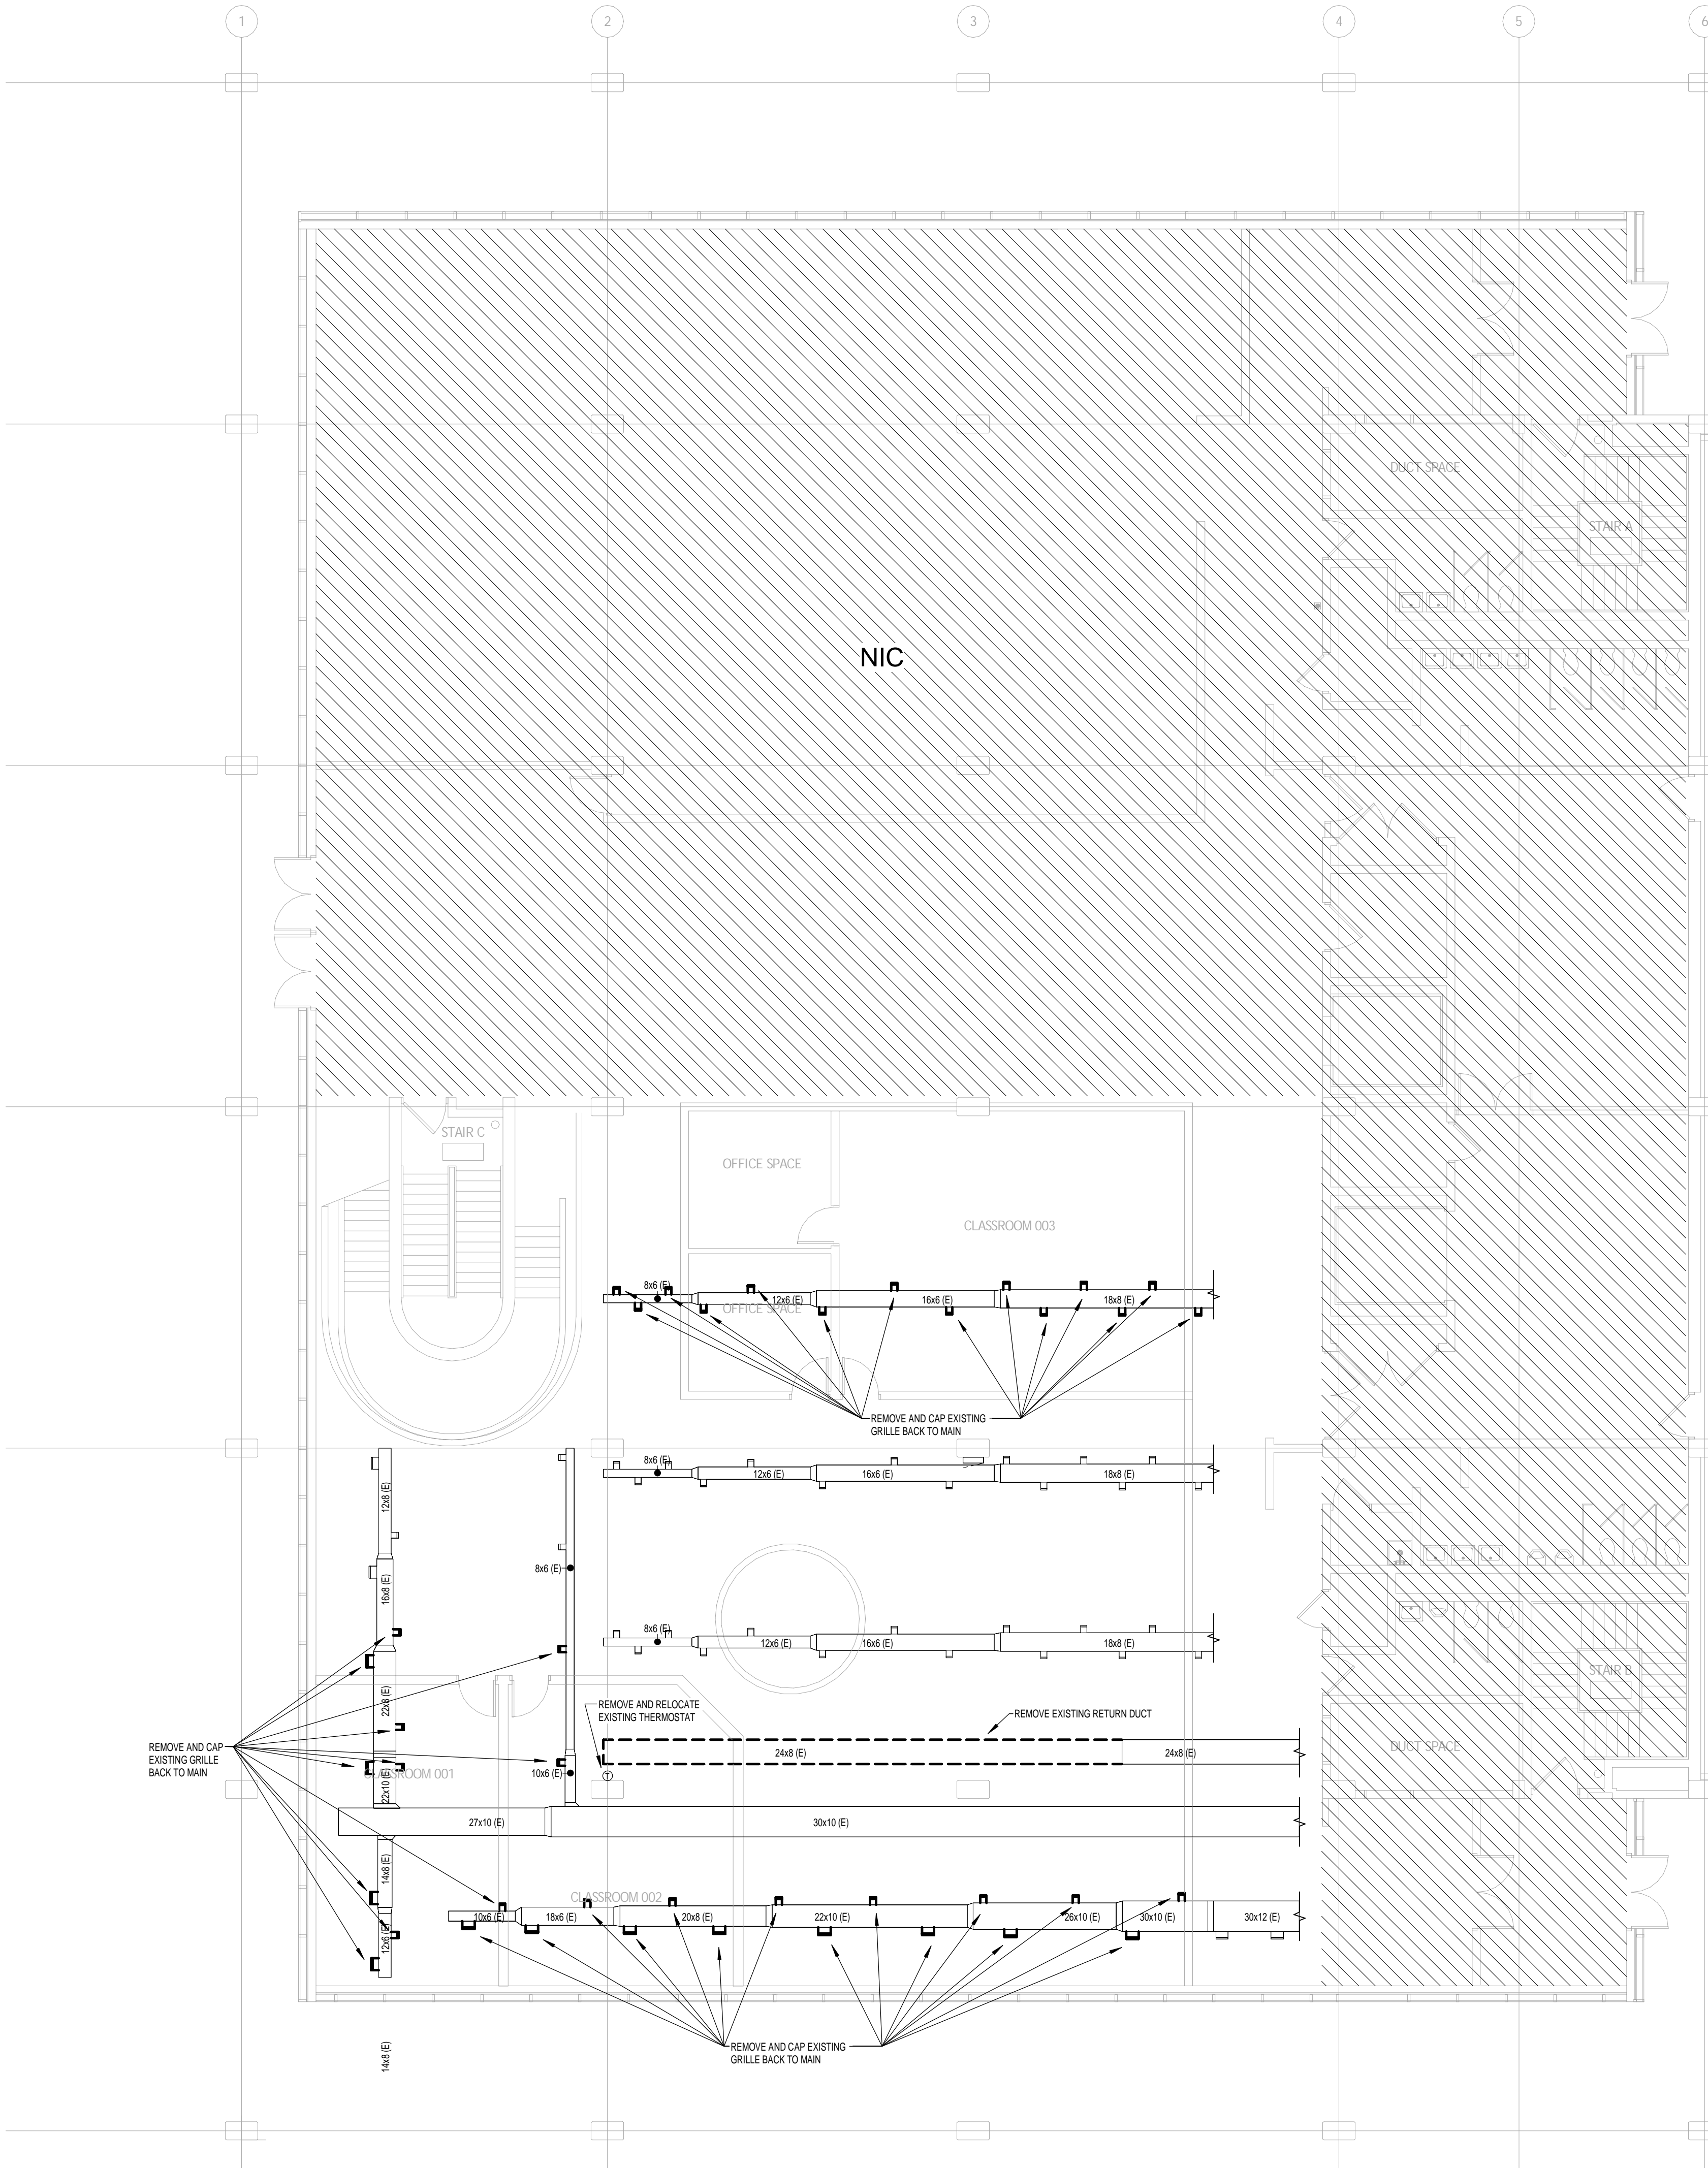 1
2
3
4
5
6
DUCT SPACE
STAIR A
NIC
STAIR C
OFFICE SPACE
CLASSROOM 003
8x6 (E)
12x6 (E)
16x6 (E)
18x8 (E)
OFFICE SPACE
REMOVE AND CAP EXISTING
GRILLE BACK TO MAIN
8x6 (E)
12x6 (E)
16x6 (E)
18x8 (E)
12x8 (E)
8x6 (E)
16x8 (E)
8x6 (E)
12x6 (E)
16x6 (E)
18x8 (E)
STAIR B
22x8 (E)
REMOVE AND RELOCATE
EXISTING THERMOSTAT
REMOVE EXISTING RETURN DUCT
REMOVE AND CAP
EXISTING GRILLE
BACK TO MAIN
24x8 (E)
24x8 (E)
DUCT SPACE
CLASSROOM 001
10x6 (E)
T
22x10 (E)
27x10 (E)
30x10 (E)
14x8 (E)
CLASSROOM 002
10x6 (E)
18x6 (E)
20x8 (E)
22x10 (E)
26x10 (E)
30x10 (E)
30x12 (E)
12x6 (E)
REMOVE AND CAP EXISTING
GRILLE BACK TO MAIN
14x8 (E)